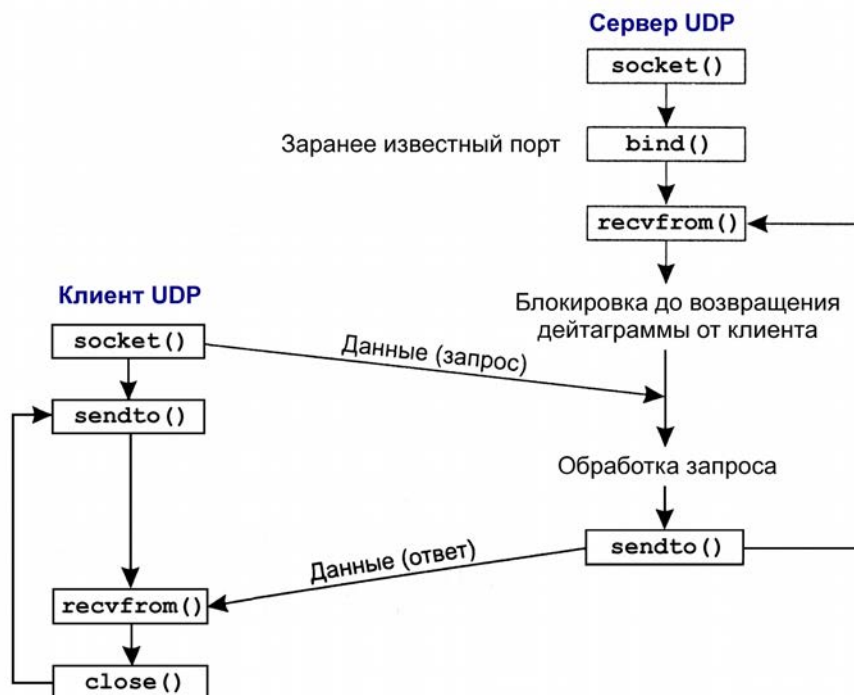 Сервер UDP
socket()
Заранее известный порт
bind()
recvfrom()
Блокировка до возвращения
дейтаграммы от клиента
Клиент UDP
socket()
Данные (запрос)
sendto()
Обработка запроса
sendto()
Данные (ответ)
recvfrom()
close()